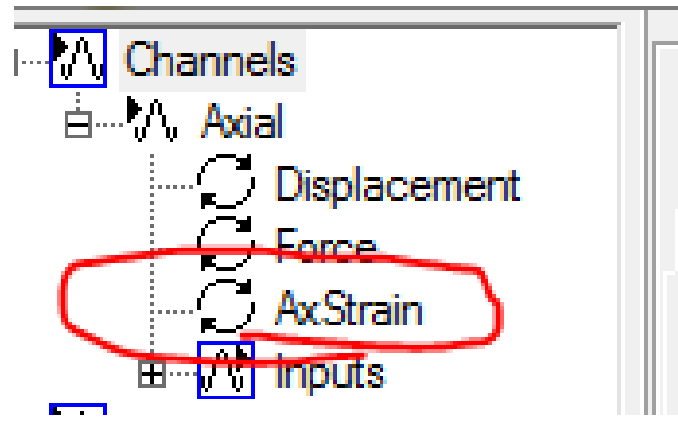 Channels
Axial
Displacement
Force
AxStrain
Inputs